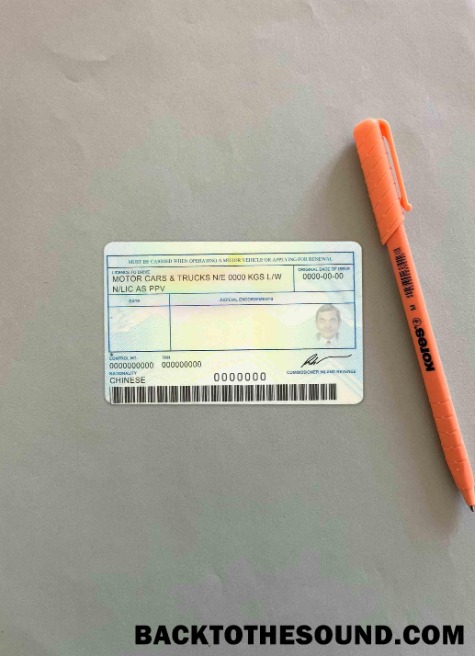 MUST BE CARRIED WHEN OPERATING A MOTOR VEHICLE OR APPLYING FOR RENEWAL
LICENCE TO DRIVE
ORIGINAL DATE OF ISSUE
MOTOR CARS & TRUCKS N/E 0000 KGS L/W
0000-00-00
N/LIC AS PPV
DATE
JUDICIAL ENDORSEMENTS
CONTROL NO.
TRN
0000000000
000000000
NATIONALITY
CHINESE
0000000
COMMISSIONER INLAND REVENUE
kores
M
BACKTOTHESOUND.COM